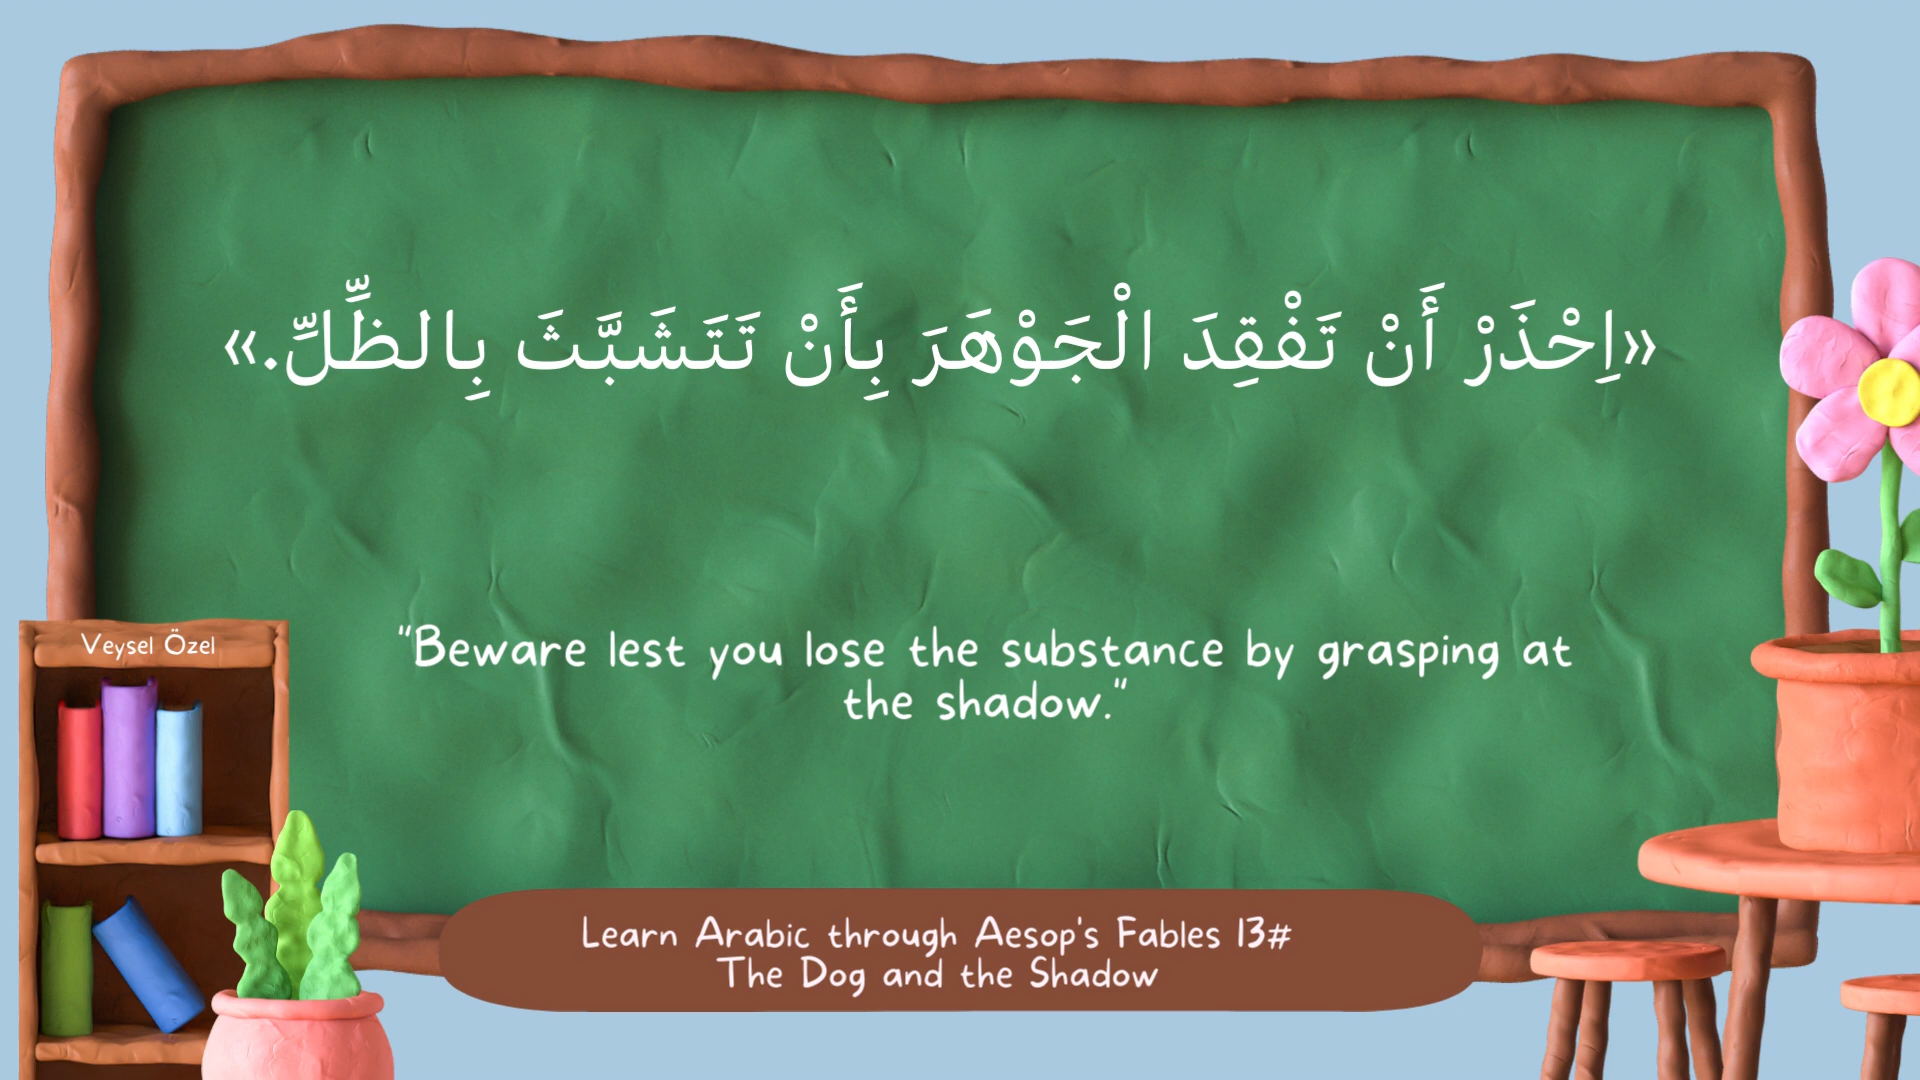 «اِحْذَرْ أَنْ تَفْقِدَ الْجَوْهَرَ بِأَنْ تَتَشَبَّثَ بِالظِّلِّ.»
Veysel Özel
"Beware lest you lose the substance by grasping at
the shadow."
Learn Arabic through Aesop's Fables 13#
The Dog and the Shadow